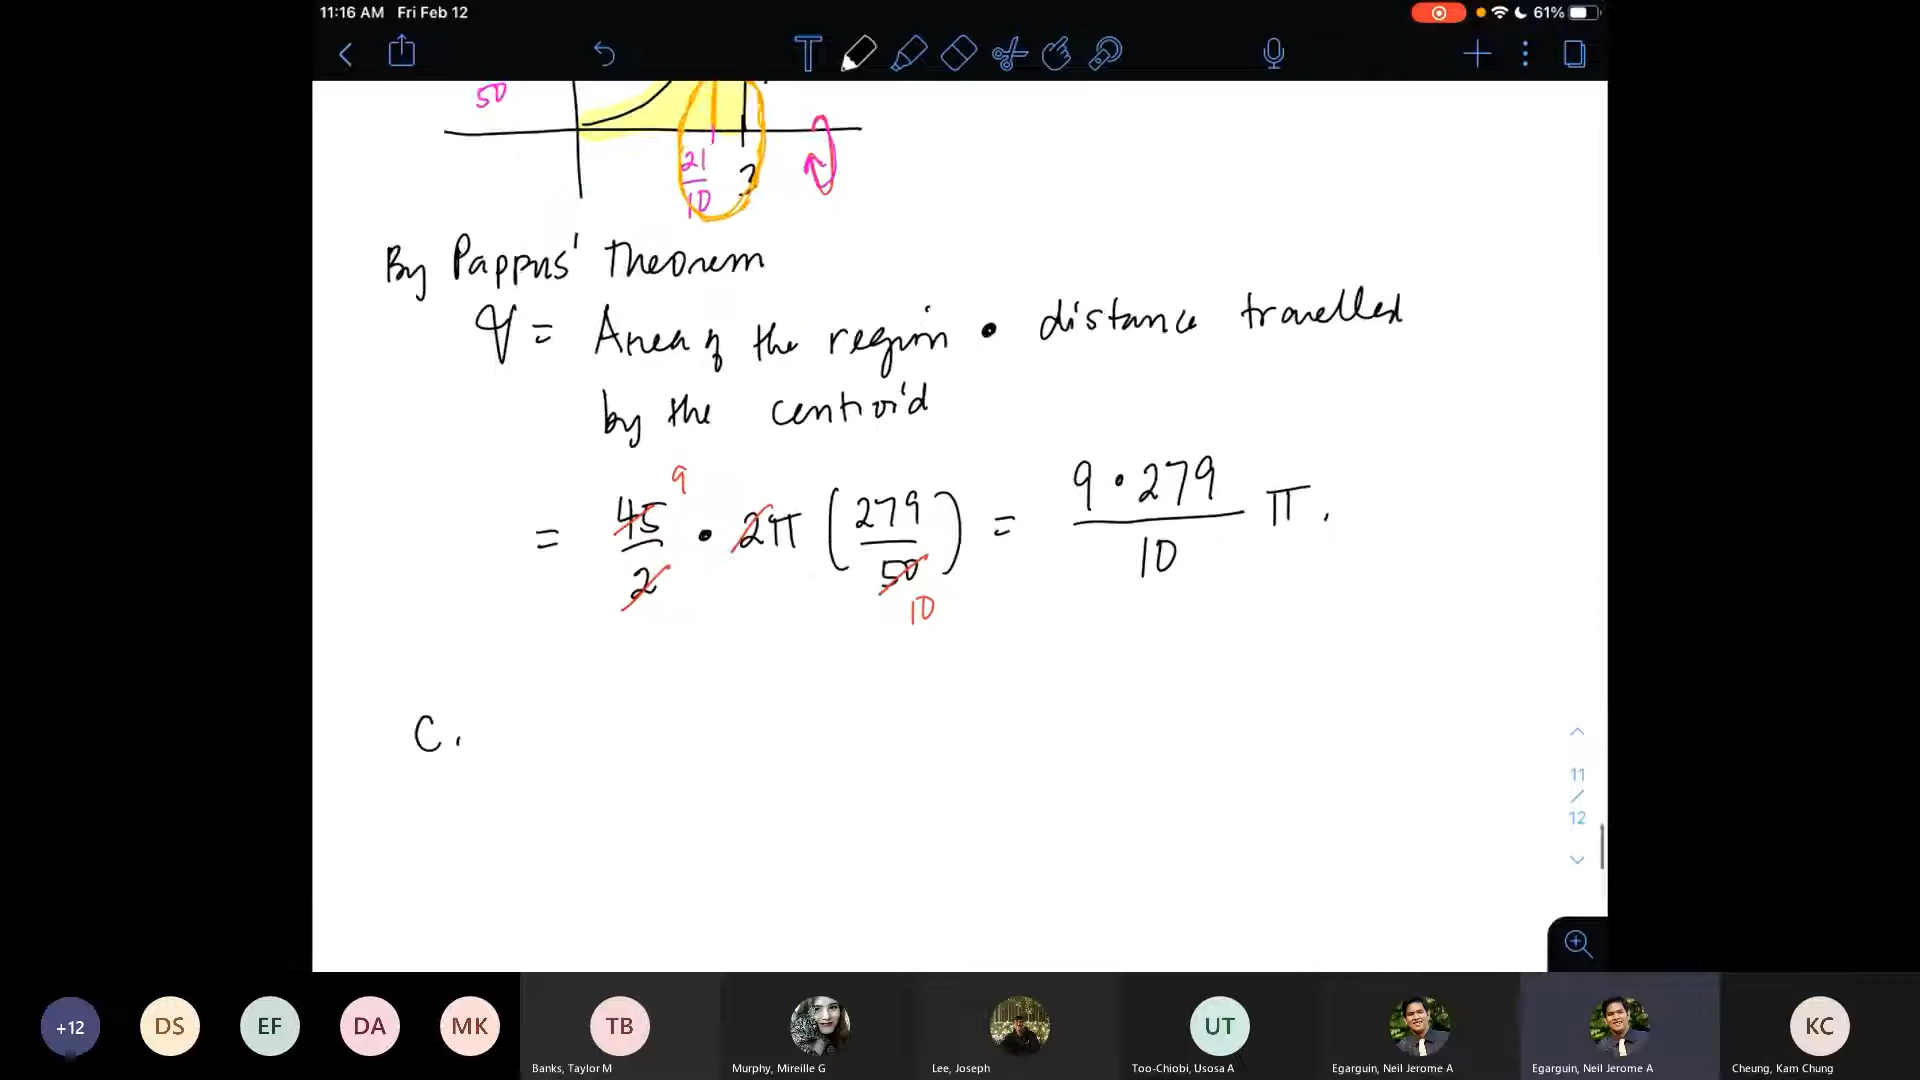 11:16 AM Fri Feb 12
61%
T
50
21
10
3
By Pappus' Theorem
V = Area of the region • distance travelled
by the centroid
9
= 45/2 • 2π (279/50) = 9 • 279/10 π.
10
C.
11
/
12
+12
DS
EF
DA
MK
TB
UT
KC
Banks, Taylor M
Murphy, Mireille G
Lee, Joseph
Too-Chiobi, Usosa A
Egarguin, Neil Jerome A
Egarguin, Neil Jerome A
Cheung, Kam Chung